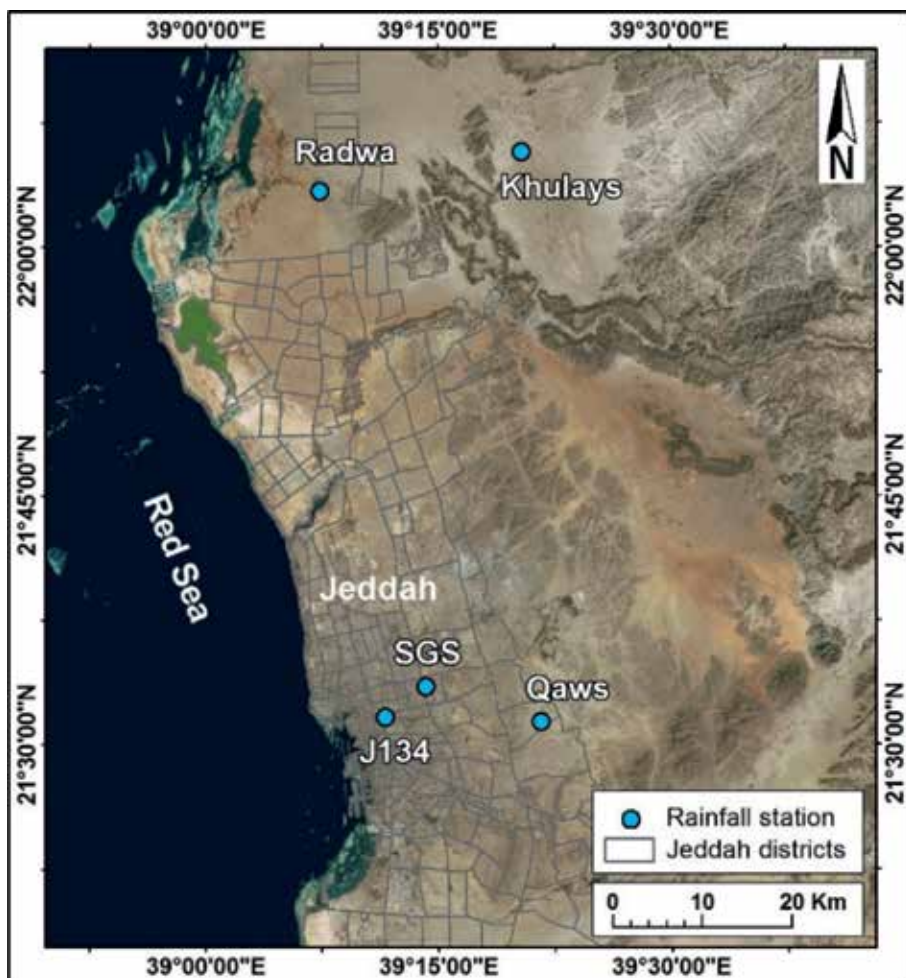 39°00'00"E 39°15'00"E 39°30'00"E
N
Radwa
Khulays
22°00'00"N 22°00'00"N
21°45'00"N 21°45'00"N
Red Sea
Jeddah
SGS
Qaws
J134
21°30'00"N 21°30'00"N
Rainfall station
Jeddah districts
0 10 20 Km
39°00'00"E 39°15'00"E 39°30'00"E